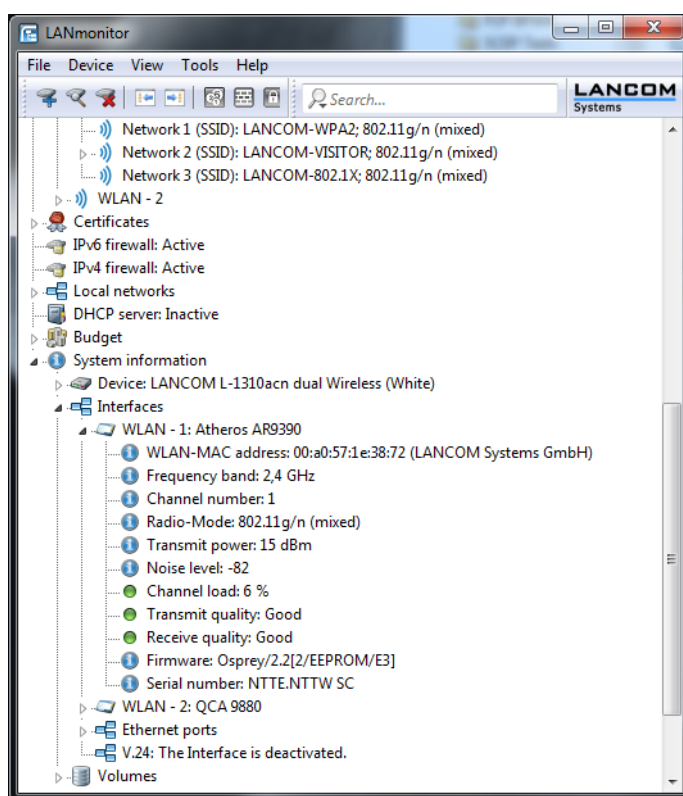 LANmonitor
File Device View Tools Help
Search...
LANCOM
Systems
Network 1 (SSID): LANCOM-WPA2; 802.11g/n (mixed)
Network 2 (SSID): LANCOM-VISITOR; 802.11g/n (mixed)
Network 3 (SSID): LANCOM-802.1X; 802.11g/n (mixed)
WLAN - 2
Certificates
IPv6 firewall: Active
IPv4 firewall: Active
Local networks
DHCP server: Inactive
Budget
System information
Device: LANCOM L-1310acn dual Wireless (White)
Interfaces
WLAN - 1: Atheros AR9390
WLAN-MAC address: 00:a0:57:1e:38:72 (LANCOM Systems GmbH)
Frequency band: 2,4 GHz
Channel number: 1
Radio-Mode: 802.11g/n (mixed)
Transmit power: 15 dBm
Noise level: -82
Channel load: 6 %
Transmit quality: Good
Receive quality: Good
Firmware: Osprey/2.2[2/EEPROM/E3]
Serial number: NTTE.NTTW SC
WLAN - 2: QCA 9880
Ethernet ports
V.24: The Interface is deactivated.
Volumes